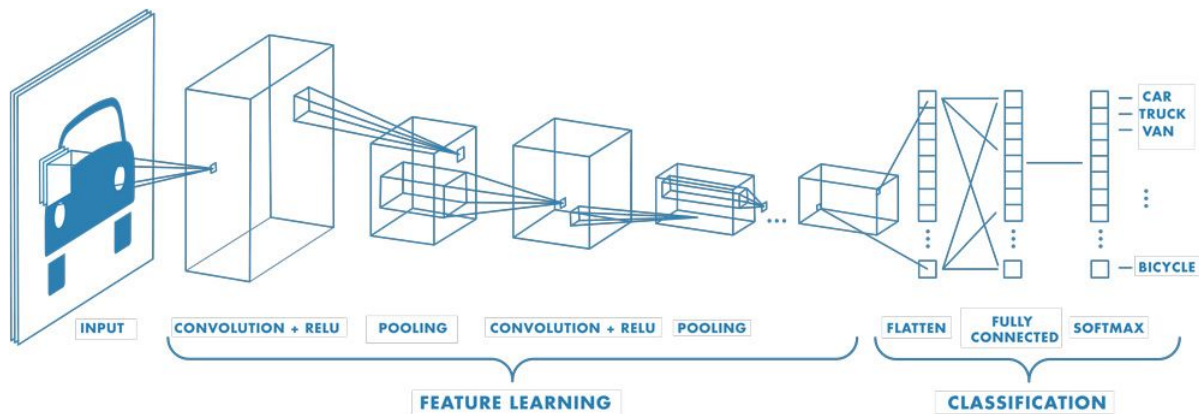 CAR
TRUCK
VAN
BICYCLE
INPUT
CONVOLUTION + RELU
POOLING
CONVOLUTION + RELU
POOLING
FLATTEN
FULLY
CONNECTED
SOFTMAX
FEATURE LEARNING
CLASSIFICATION